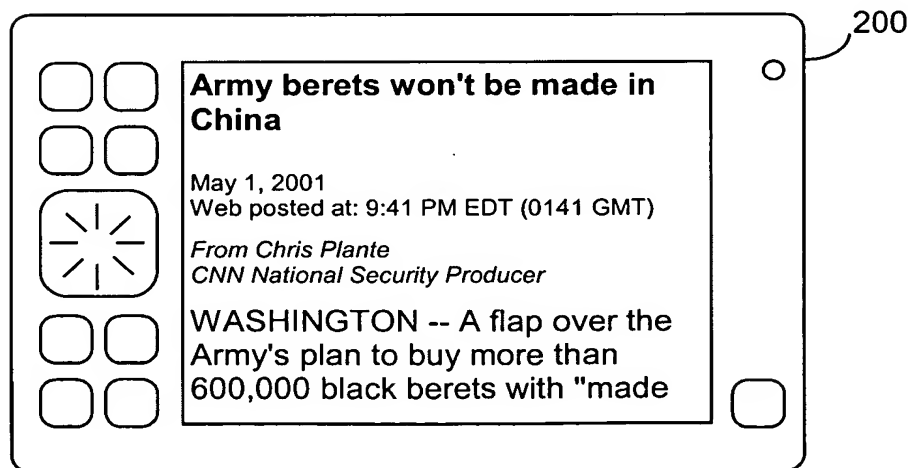 200
Army berets won't be made in
China
May 1, 2001
Web posted at: 9:41 PM EDT (0141 GMT)
From Chris Plante
CNN National Security Producer
WASHINGTON -- A flap over the
Army's plan to buy more than
600,000 black berets with "made